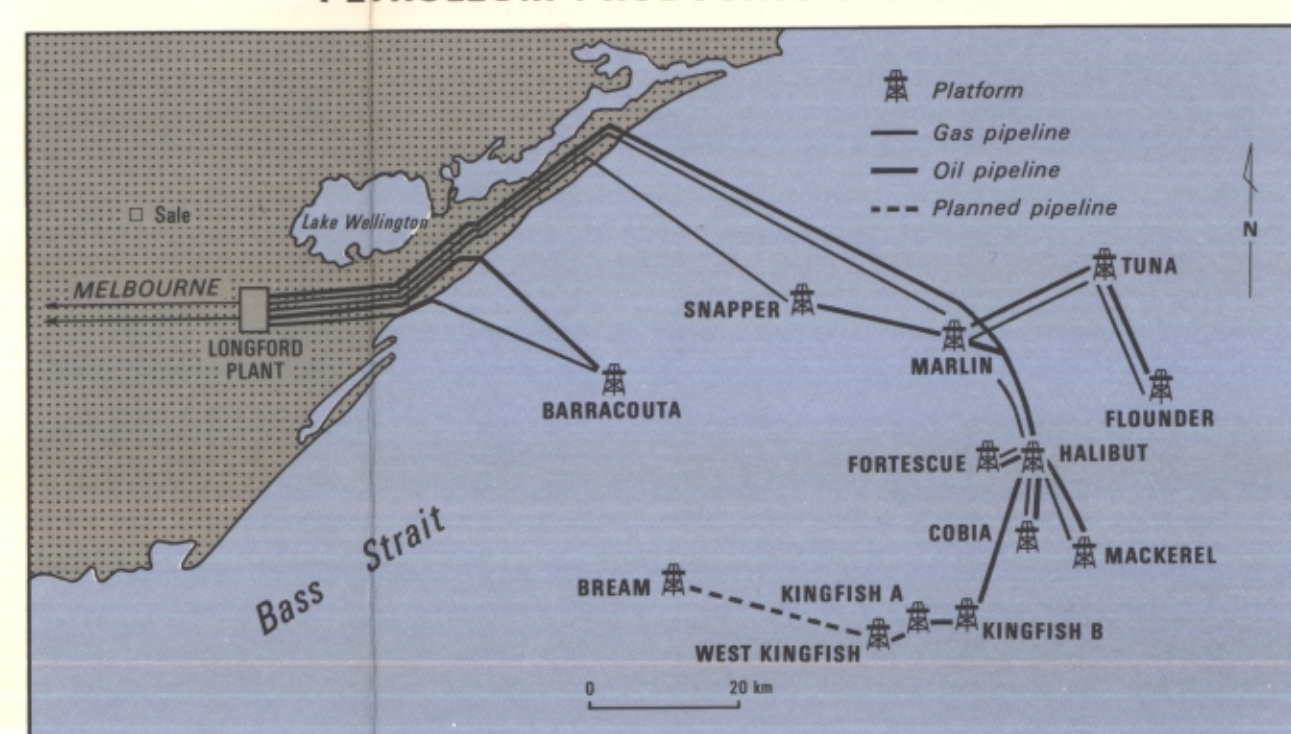 Platform
Gas pipeline
Oil pipeline
Planned pipeline
N
Sale
Lake Wellington
MELBOURNE
LONGFORD
PLANT
SNAPPER
TUNA
MARLIN
BARRACOUTA
FLOUNDER
FORTESCUE
HALIBUT
COBIA
MACKEREL
Bass Strait
BREAM
KINGFISH A
KINGFISH B
WEST KINGFISH
0 20 km